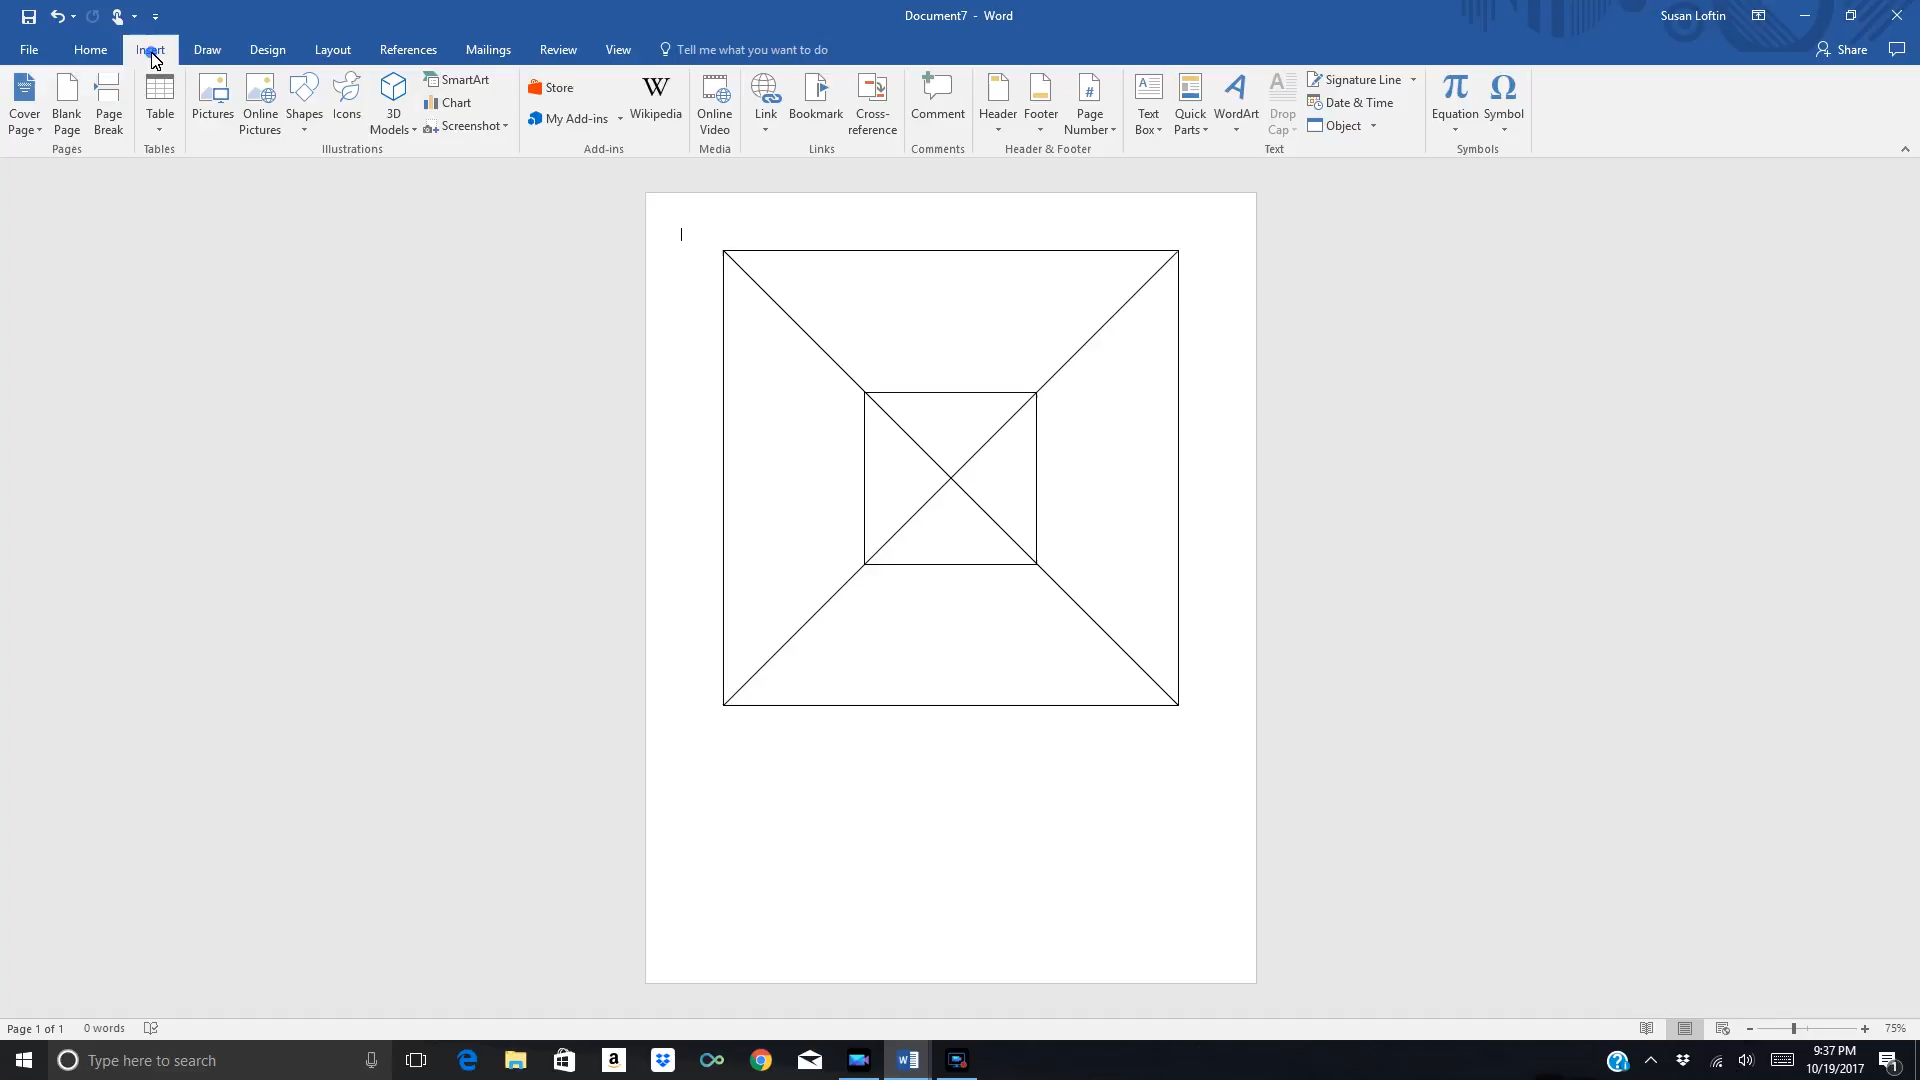 Document7 - Word
Susan Loftin
File Home Insert Draw Design Layout References Mailings Review View Tell me what you want to do Share
Cover Page
Blank Page
Page Break
Pages
Table
Tables
Pictures
Online Pictures
Shapes
Icons
3D Models
SmartArt
Chart
Screenshot
Illustrations
Store
My Add-ins
Wikipedia
Add-ins
Online Video
Media
Link
Bookmark
Cross-reference
Links
Comment
Comments
Header
Footer
Page Number
Header & Footer
Text Box
Quick Parts
WordArt
Drop Cap
Signature Line
Date & Time
Object
Text
Equation
Symbol
Symbols
Page 1 of 1 0 words 75%
Type here to search
9:37 PM
10/19/2017